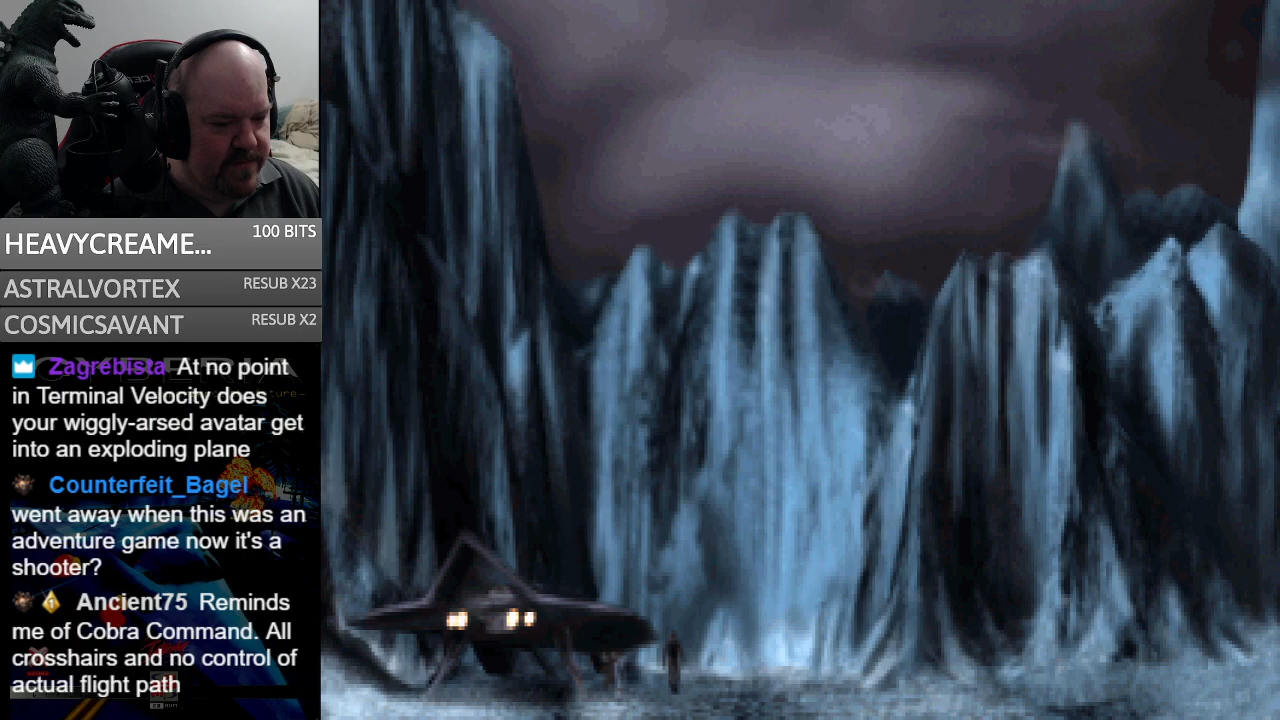 HEAVYCREAME... 100 BITS
ASTRALVORTEX RESUB X23
COSMICSAVANT RESUB X2
Zagrebista At no point
in Terminal Velocity does
your wiggly-arsed avatar get
into an exploding plane
Counterfeit_Bagel
went away when this was an
adventure game now it's a
shooter?
Ancient75 Reminds
me of Cobra Command. All
crosshairs and no control of
actual flight path